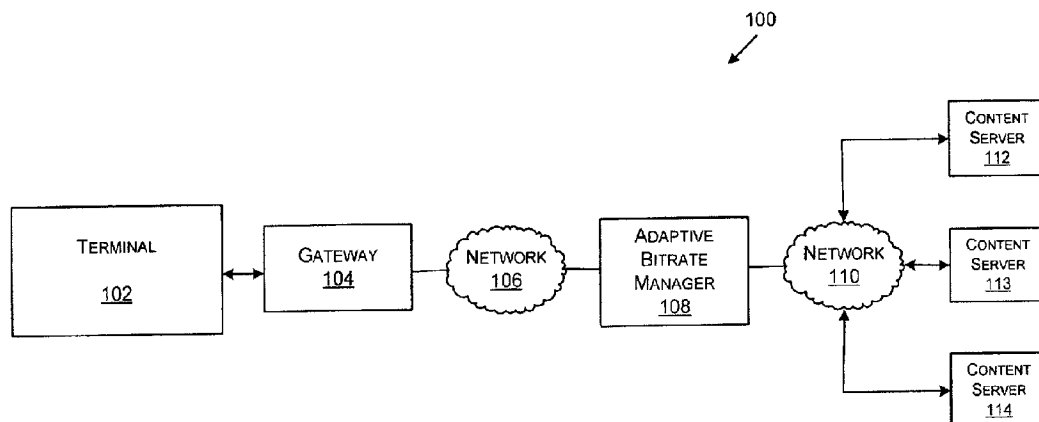 100
TERMINAL
102
GATEWAY
104
NETWORK
106
ADAPTIVE
BITRATE
MANAGER
108
NETWORK
110
CONTENT
SERVER
112
CONTENT
SERVER
113
CONTENT
SERVER
114